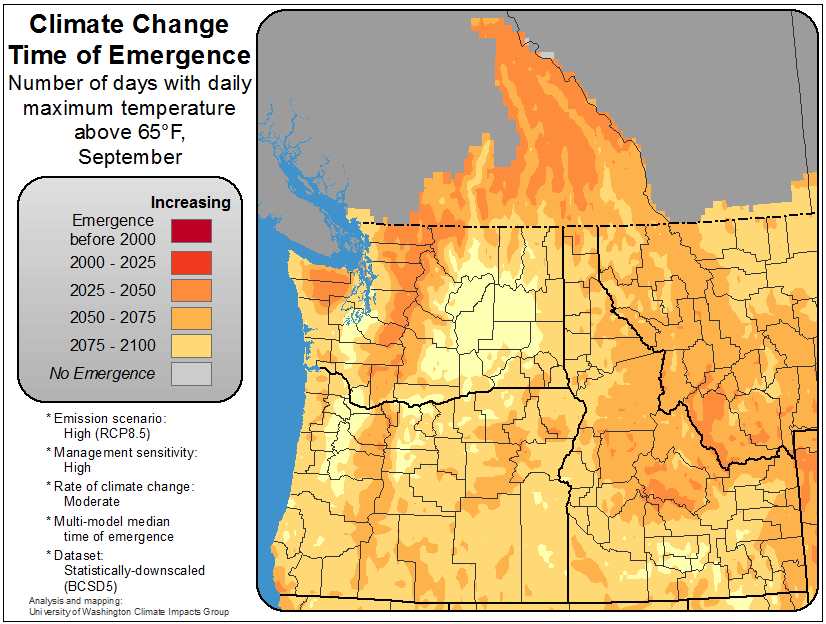 Climate Change
Time of Emergence
Number of days with daily
maximum temperature
above 65°F,
September
Increasing
Emergence
before 2000
2000 - 2025
2025 - 2050
2050 - 2075
2075 - 2100
No Emergence
* Emission scenario:
High (RCP8.5)
* Management sensitivity:
High
* Rate of climate change:
Moderate
* Multi-model median
time of emergence
* Dataset:
Statistically-downscaled
(BCSD5)
Analysis and mapping:
University of Washington Climate Impacts Group